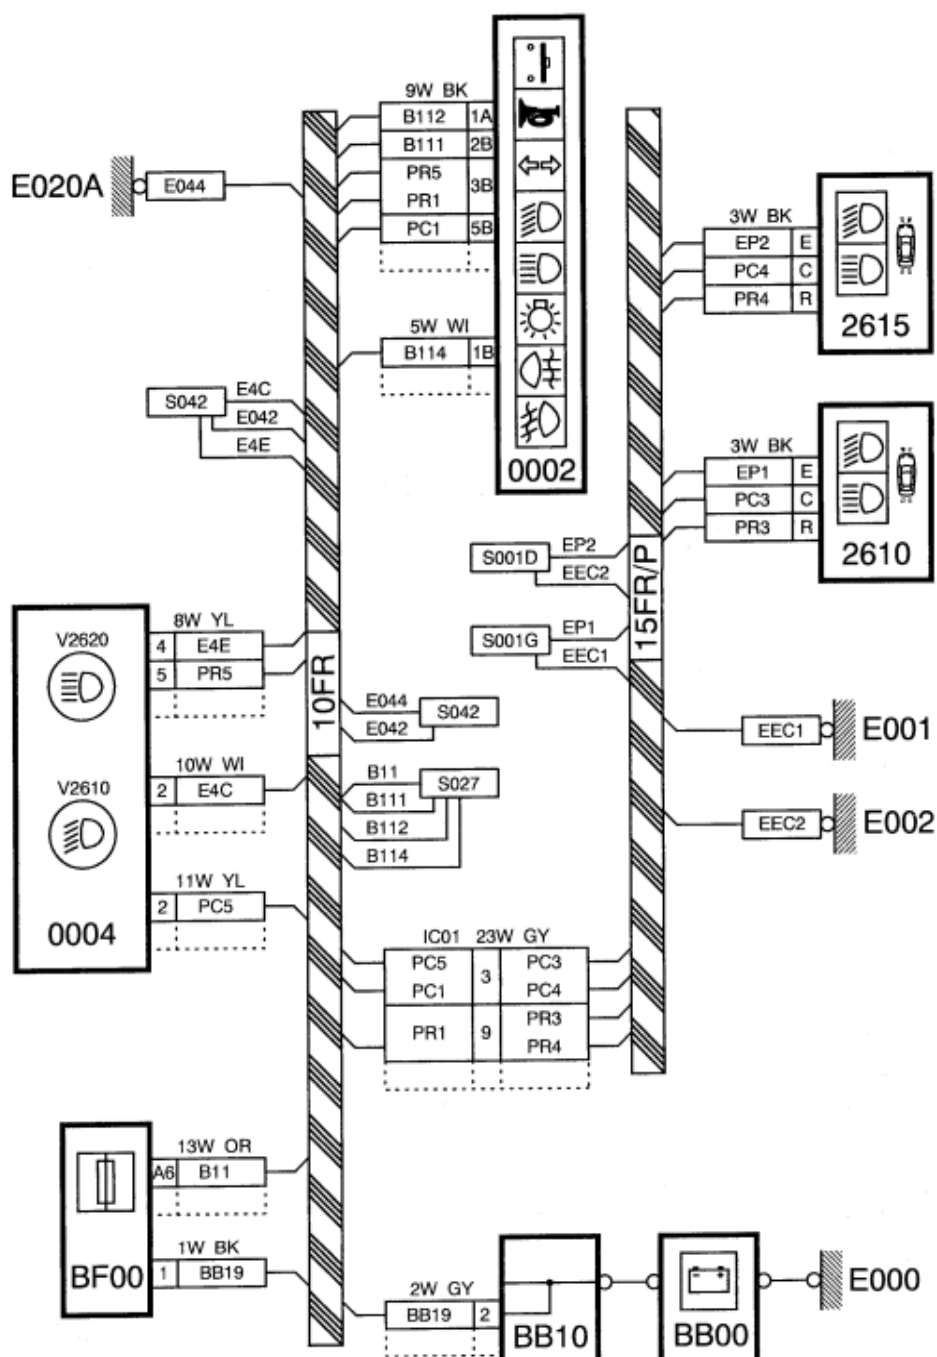 9W BK
B112 1A
B111 2B
PR5
3B
PR1
PC1 5B
E020A E044
5W WI
B114 1B
0002
3W BK
EP2 E
PC4 C
PR4 R
2615
3W BK
EP1 E
PC3 C
PR3 R
2610
S042
E4C
E042
E4E
S001D
EP2
EEC2
S001G
EP1
EEC1
15FR/P
V2620
8W YL
4 E4E
5 PR5
10FR
E044
E042
S042
V2610
10W WI
2 E4C
B11
B111
B112
B114
S027
EEC1 E001
EEC2 E002
11W YL
2 PC5
0004
IC01 23W GY
PC5 3 PC3
PC1 PC4
PR1 9 PR3
PR4
13W OR
A6 B11
1W BK
1 BB19
BF00
2W GY
BB19 2
BB10
BB00
E000